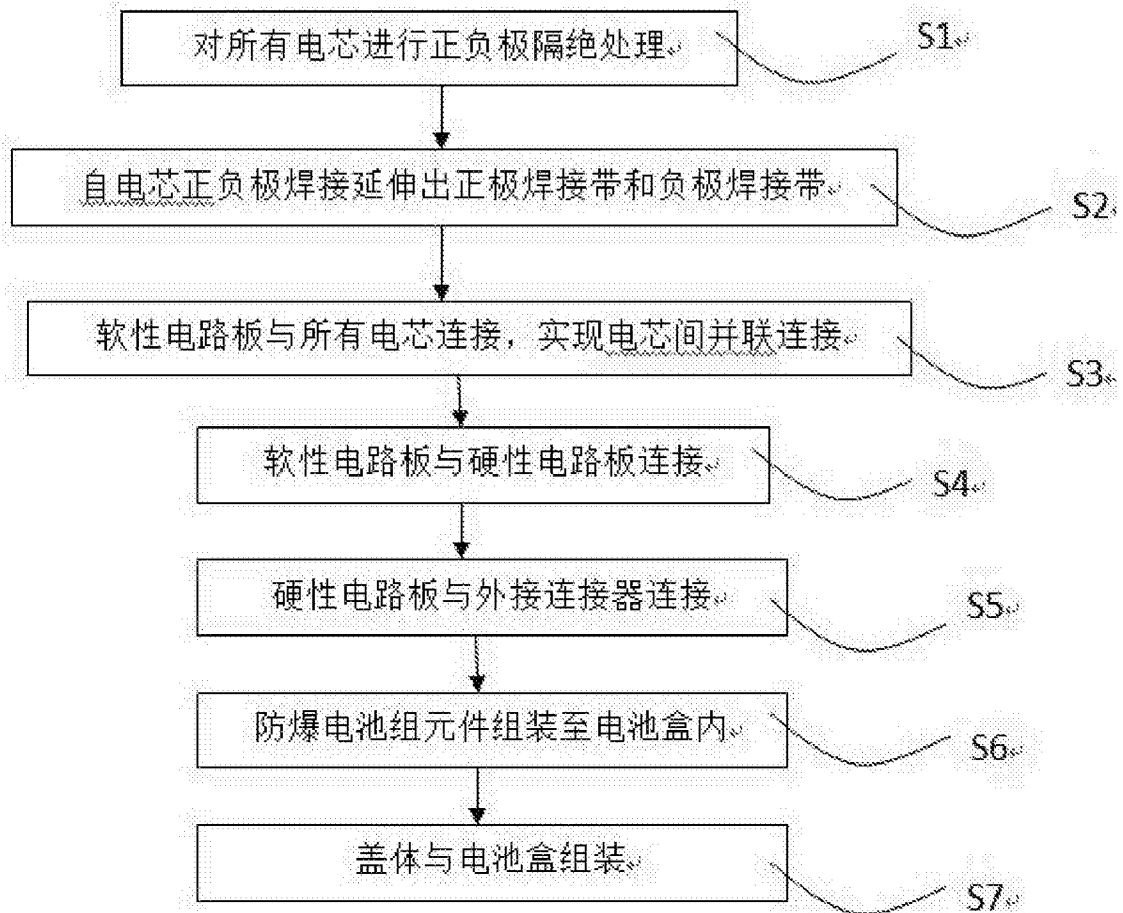 对所有电芯进行正负极隔绝处理
S1
自电芯正负极焊接延伸出正极焊接带和负极焊接带
S2
软性电路板与所有电芯连接，实现电芯间并联连接
S3
软性电路板与硬性电路板连接
S4
硬性电路板与外接连接器连接
S5
防爆电池组元件组装至电池盒内
S6
盖体与电池盒组装
S7